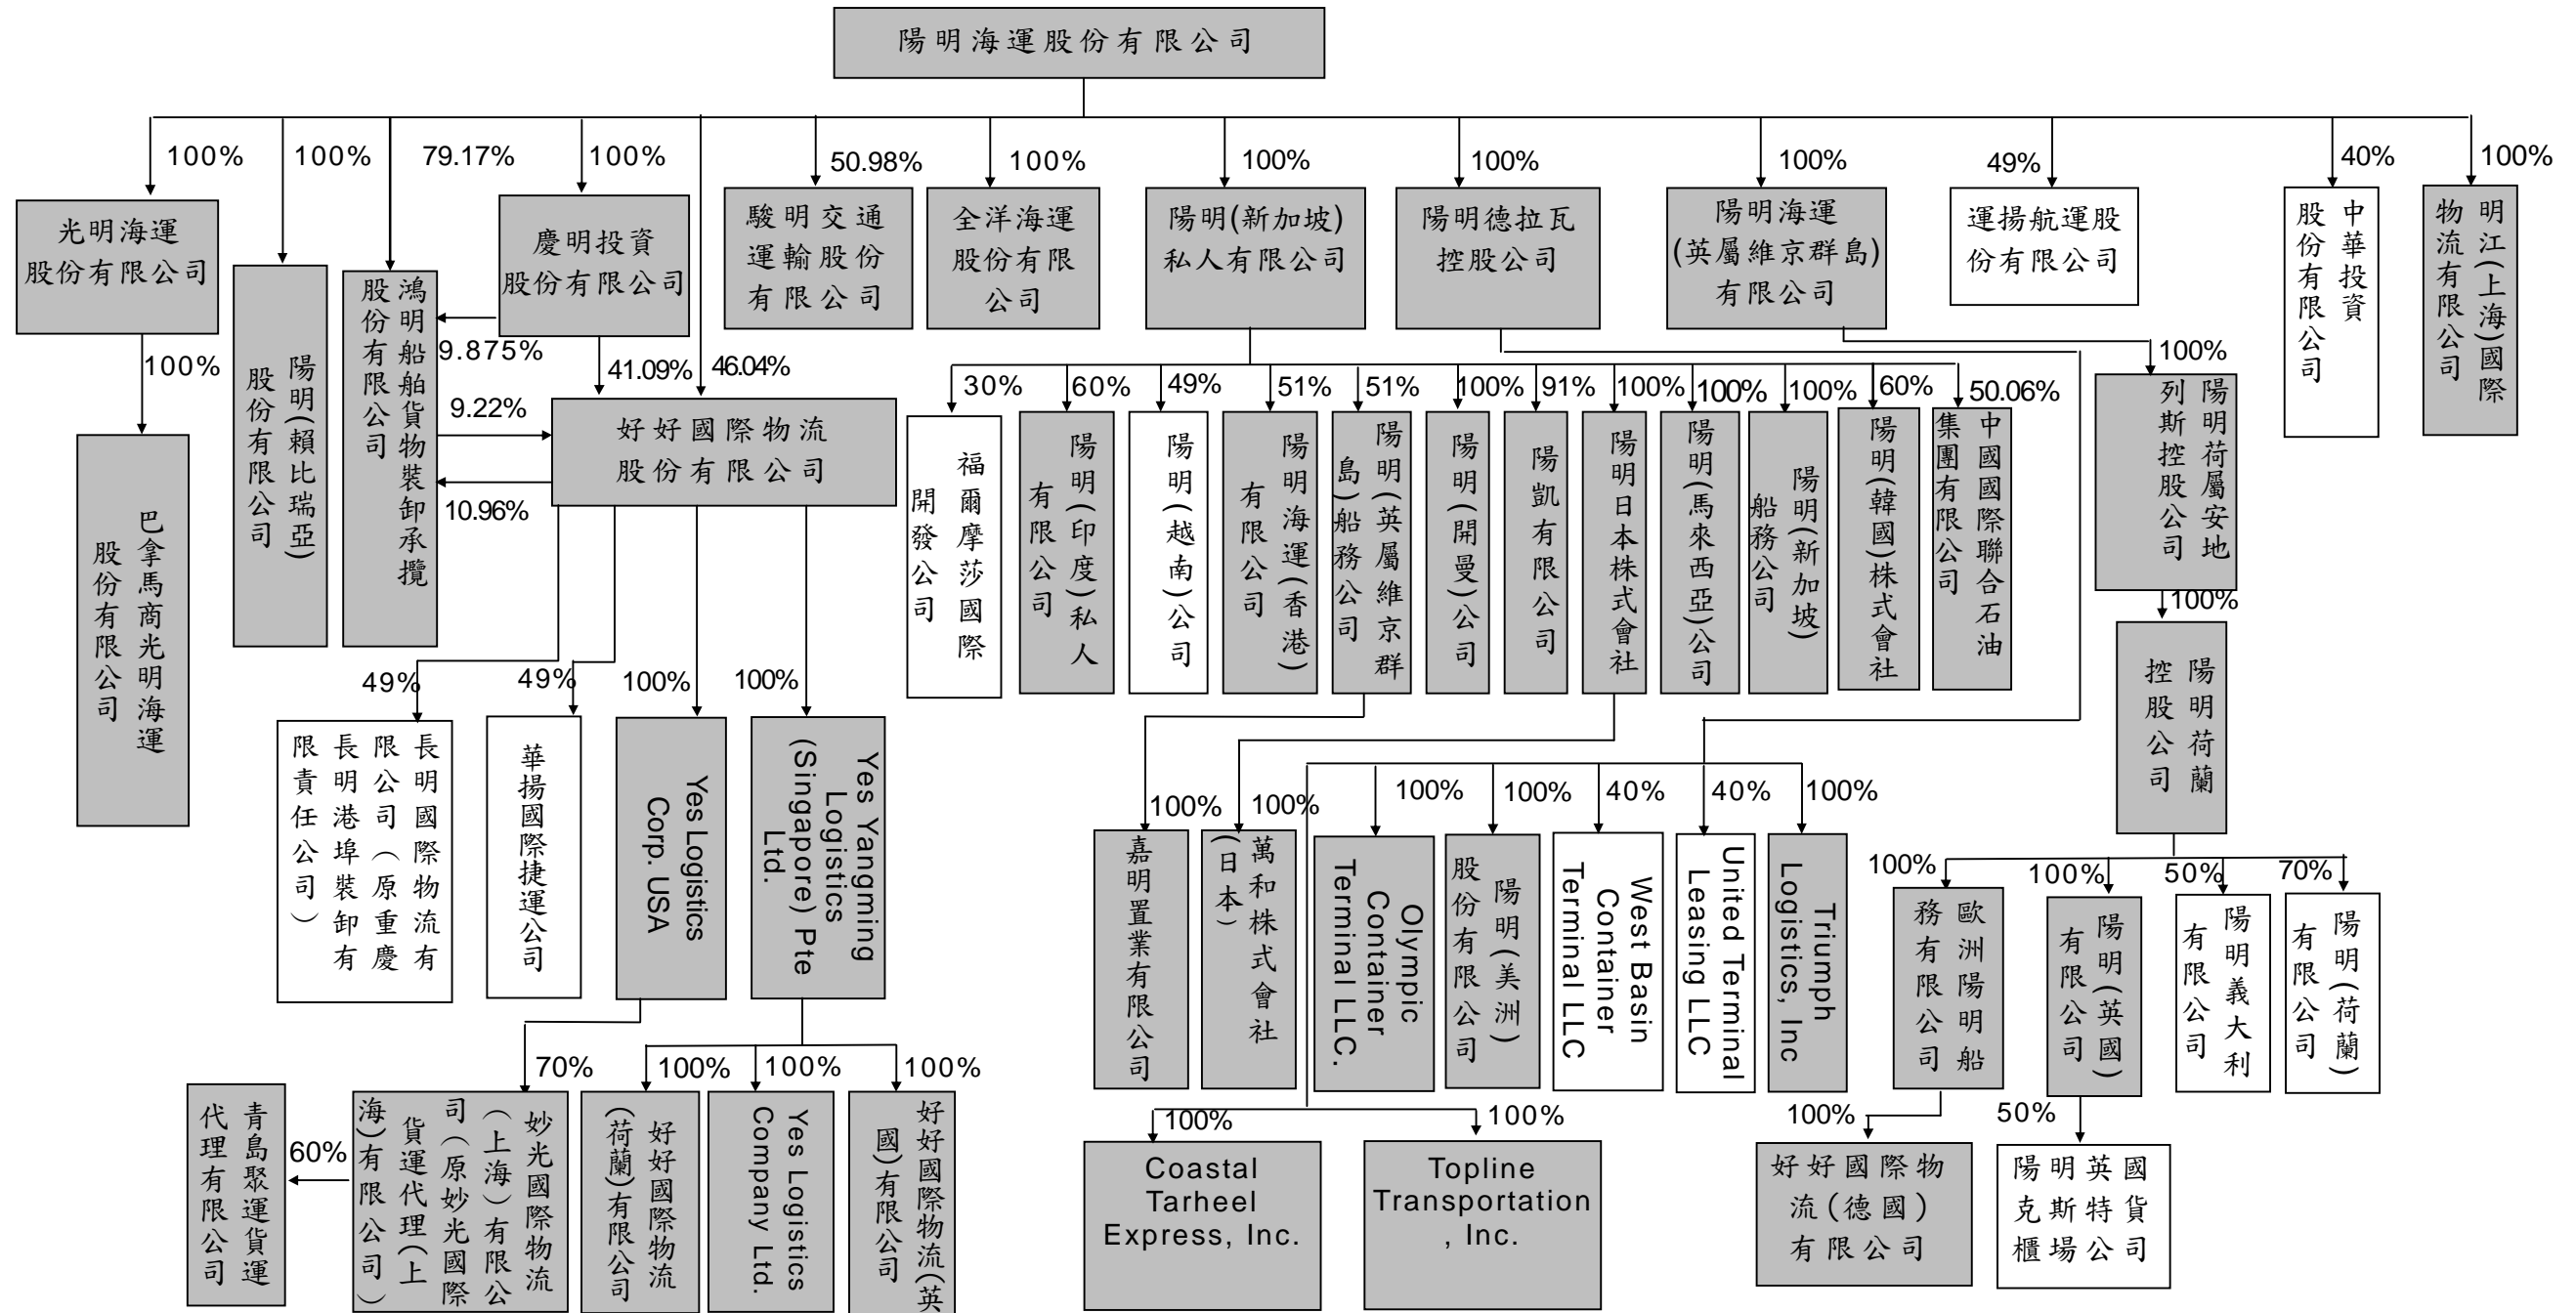 陽明海運股份有限公司
100%
100%
79.17%
100%
50.98%
100%
100%
100%
100%
49%
40%
100%
光明海運
股份有限公司
陽明(賴比瑞亞)
股份有限公司
鴻明船舶貨物裝卸承攬
股份有限公司
慶明投資
股份有限公司
駿明交通
運輸股份
有限公司
全洋海運
股份有限
公司
陽明(新加坡)
私人有限公司
陽明德拉瓦
控股公司
陽明海運
(英屬維京群島)
有限公司
運揚航運股
份有限公司
中華投資
股份有限公司
明江(上海)國際
物流有限公司
100%
9.875%
41.09%
46.04%
9.22%
10.96%
好好國際物流
股份有限公司
巴拿馬商光明海運
股份有限公司
30%
60%
49%
51%
51%
100%
91%
100%
100%
100%
60%
50.06%
100%
福爾摩莎國際
開發公司
陽明(印度)私人
有限公司
陽明(越南)公司
陽明海運(香港)
有限公司
陽明(英屬維京群
島)船務公司
陽明(開曼)公司
陽凱有限公司
陽明日本株式會社
陽明(馬來西亞)公司
陽明(新加坡)
船務公司
陽明(韓國)株式會社
中國國際聯合石油
集團有限公司
陽明荷屬安地
列斯控股公司
100%
陽明荷蘭
控股公司
49%
49%
100%
100%
長明國際物流有
限公司（原重慶
長明港埠裝卸有
限責任公司）
華揚國際捷運公司
Yes Logistics
Corp. USA
Yes Yangming
Logistics
(Singapore) Pte
Ltd.
100%
100%
100%
100%
40%
40%
100%
嘉明置業有限公司
萬和株式會社
(日本)
Olympic
Container
Terminal LLC.
陽明(美洲)
股份有限公司
West Basin
Container
Terminal LLC
United Terminal
Leasing LLC
Triumph
Logistics, Inc
100%
100%
50%
70%
歐洲陽明船
務有限公司
陽明(英國)
有限公司
陽明義大利
有限公司
陽明(荷蘭)
有限公司
70%
100%
100%
100%
60%
青島聚運貨運
代理有限公司
妙光國際物流
（上海）有限公
司（原妙光國際
貨運代理(上
海)有限公司）
好好國際物流
(荷蘭)有限公司
Yes Logistics
Company Ltd.
好好國際物流(英
國)有限公司
100%
100%
Coastal
Tarheel
Express, Inc.
Topline
Transportation
, Inc.
100%
50%
好好國際物
流(德國)
有限公司
陽明英國
克斯特貨
櫃場公司